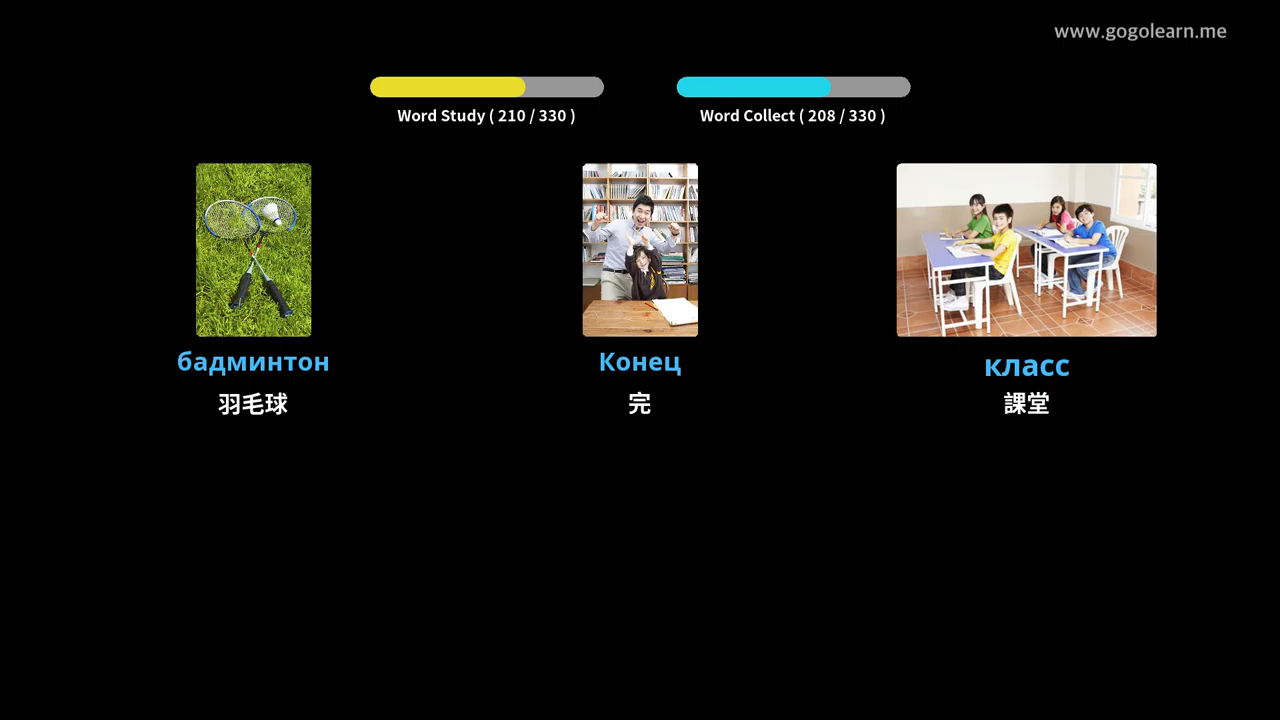 www.gogolearn.me
Word Study ( 210 / 330 )
Word Collect ( 208 / 330 )
бадминтон
Конец
класс
羽毛球
完
課堂